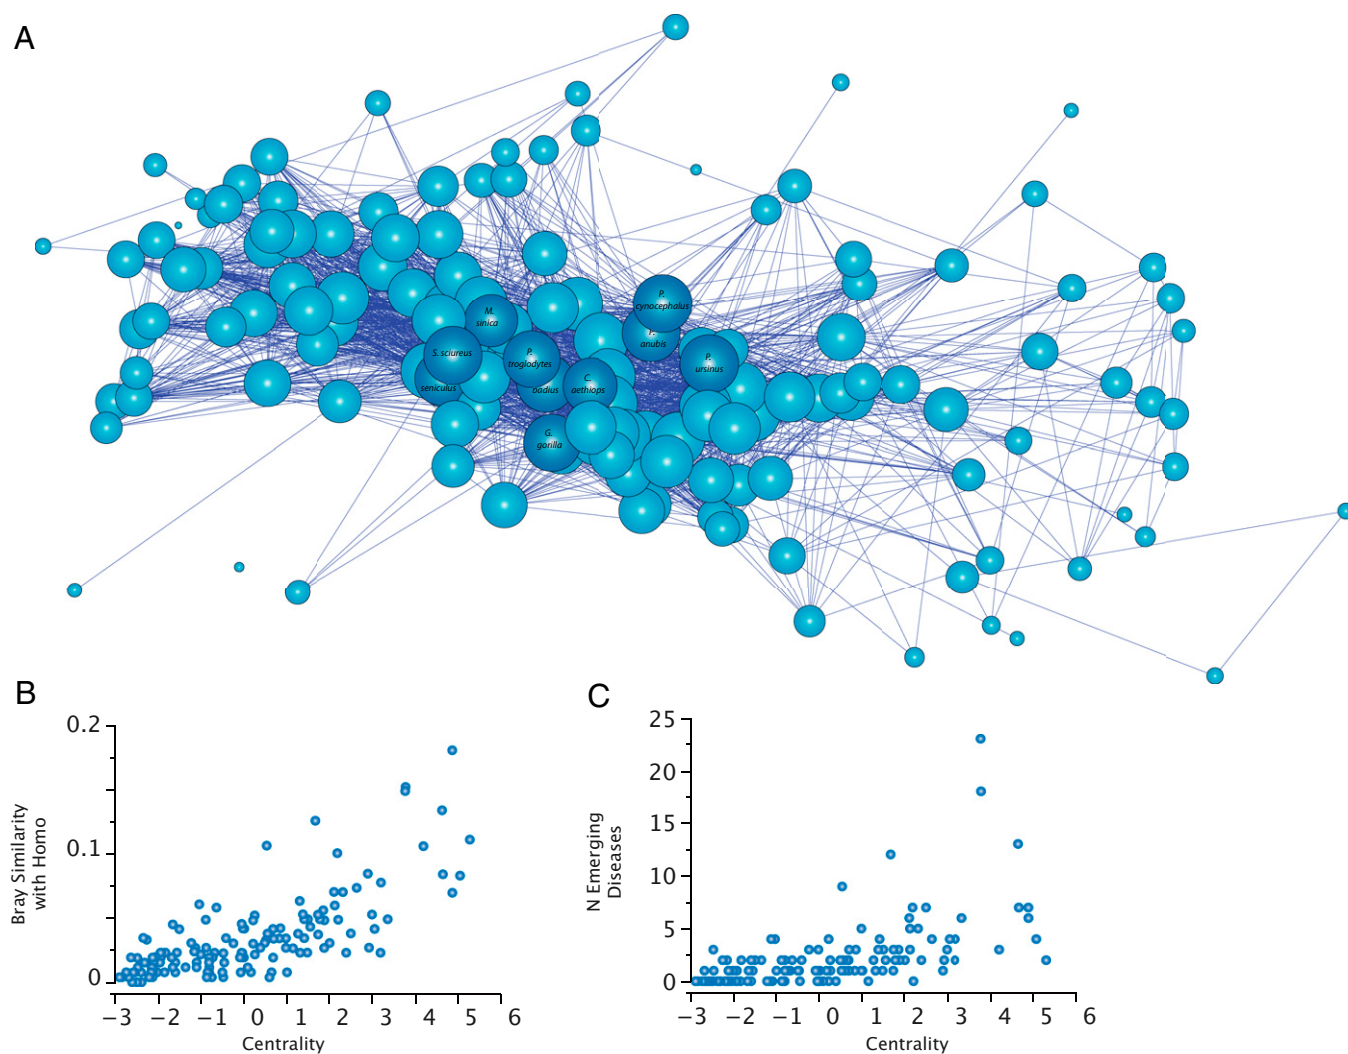 A
P.
cynocephalus
anubis
M.
sinica
P.
ursinus
S. sciureus
P.
troglodytes
C.
aethiops
seniculus
badius
G.
gorilla
B
0.2
0.1
0
Bray Similarity
with Homo
−3 −2 −1 0 1 2 3 4 5 6
Centrality
C
25
20
15
10
5
0
N Emerging
Diseases
−3 −2 −1 0 1 2 3 4 5 6
Centrality